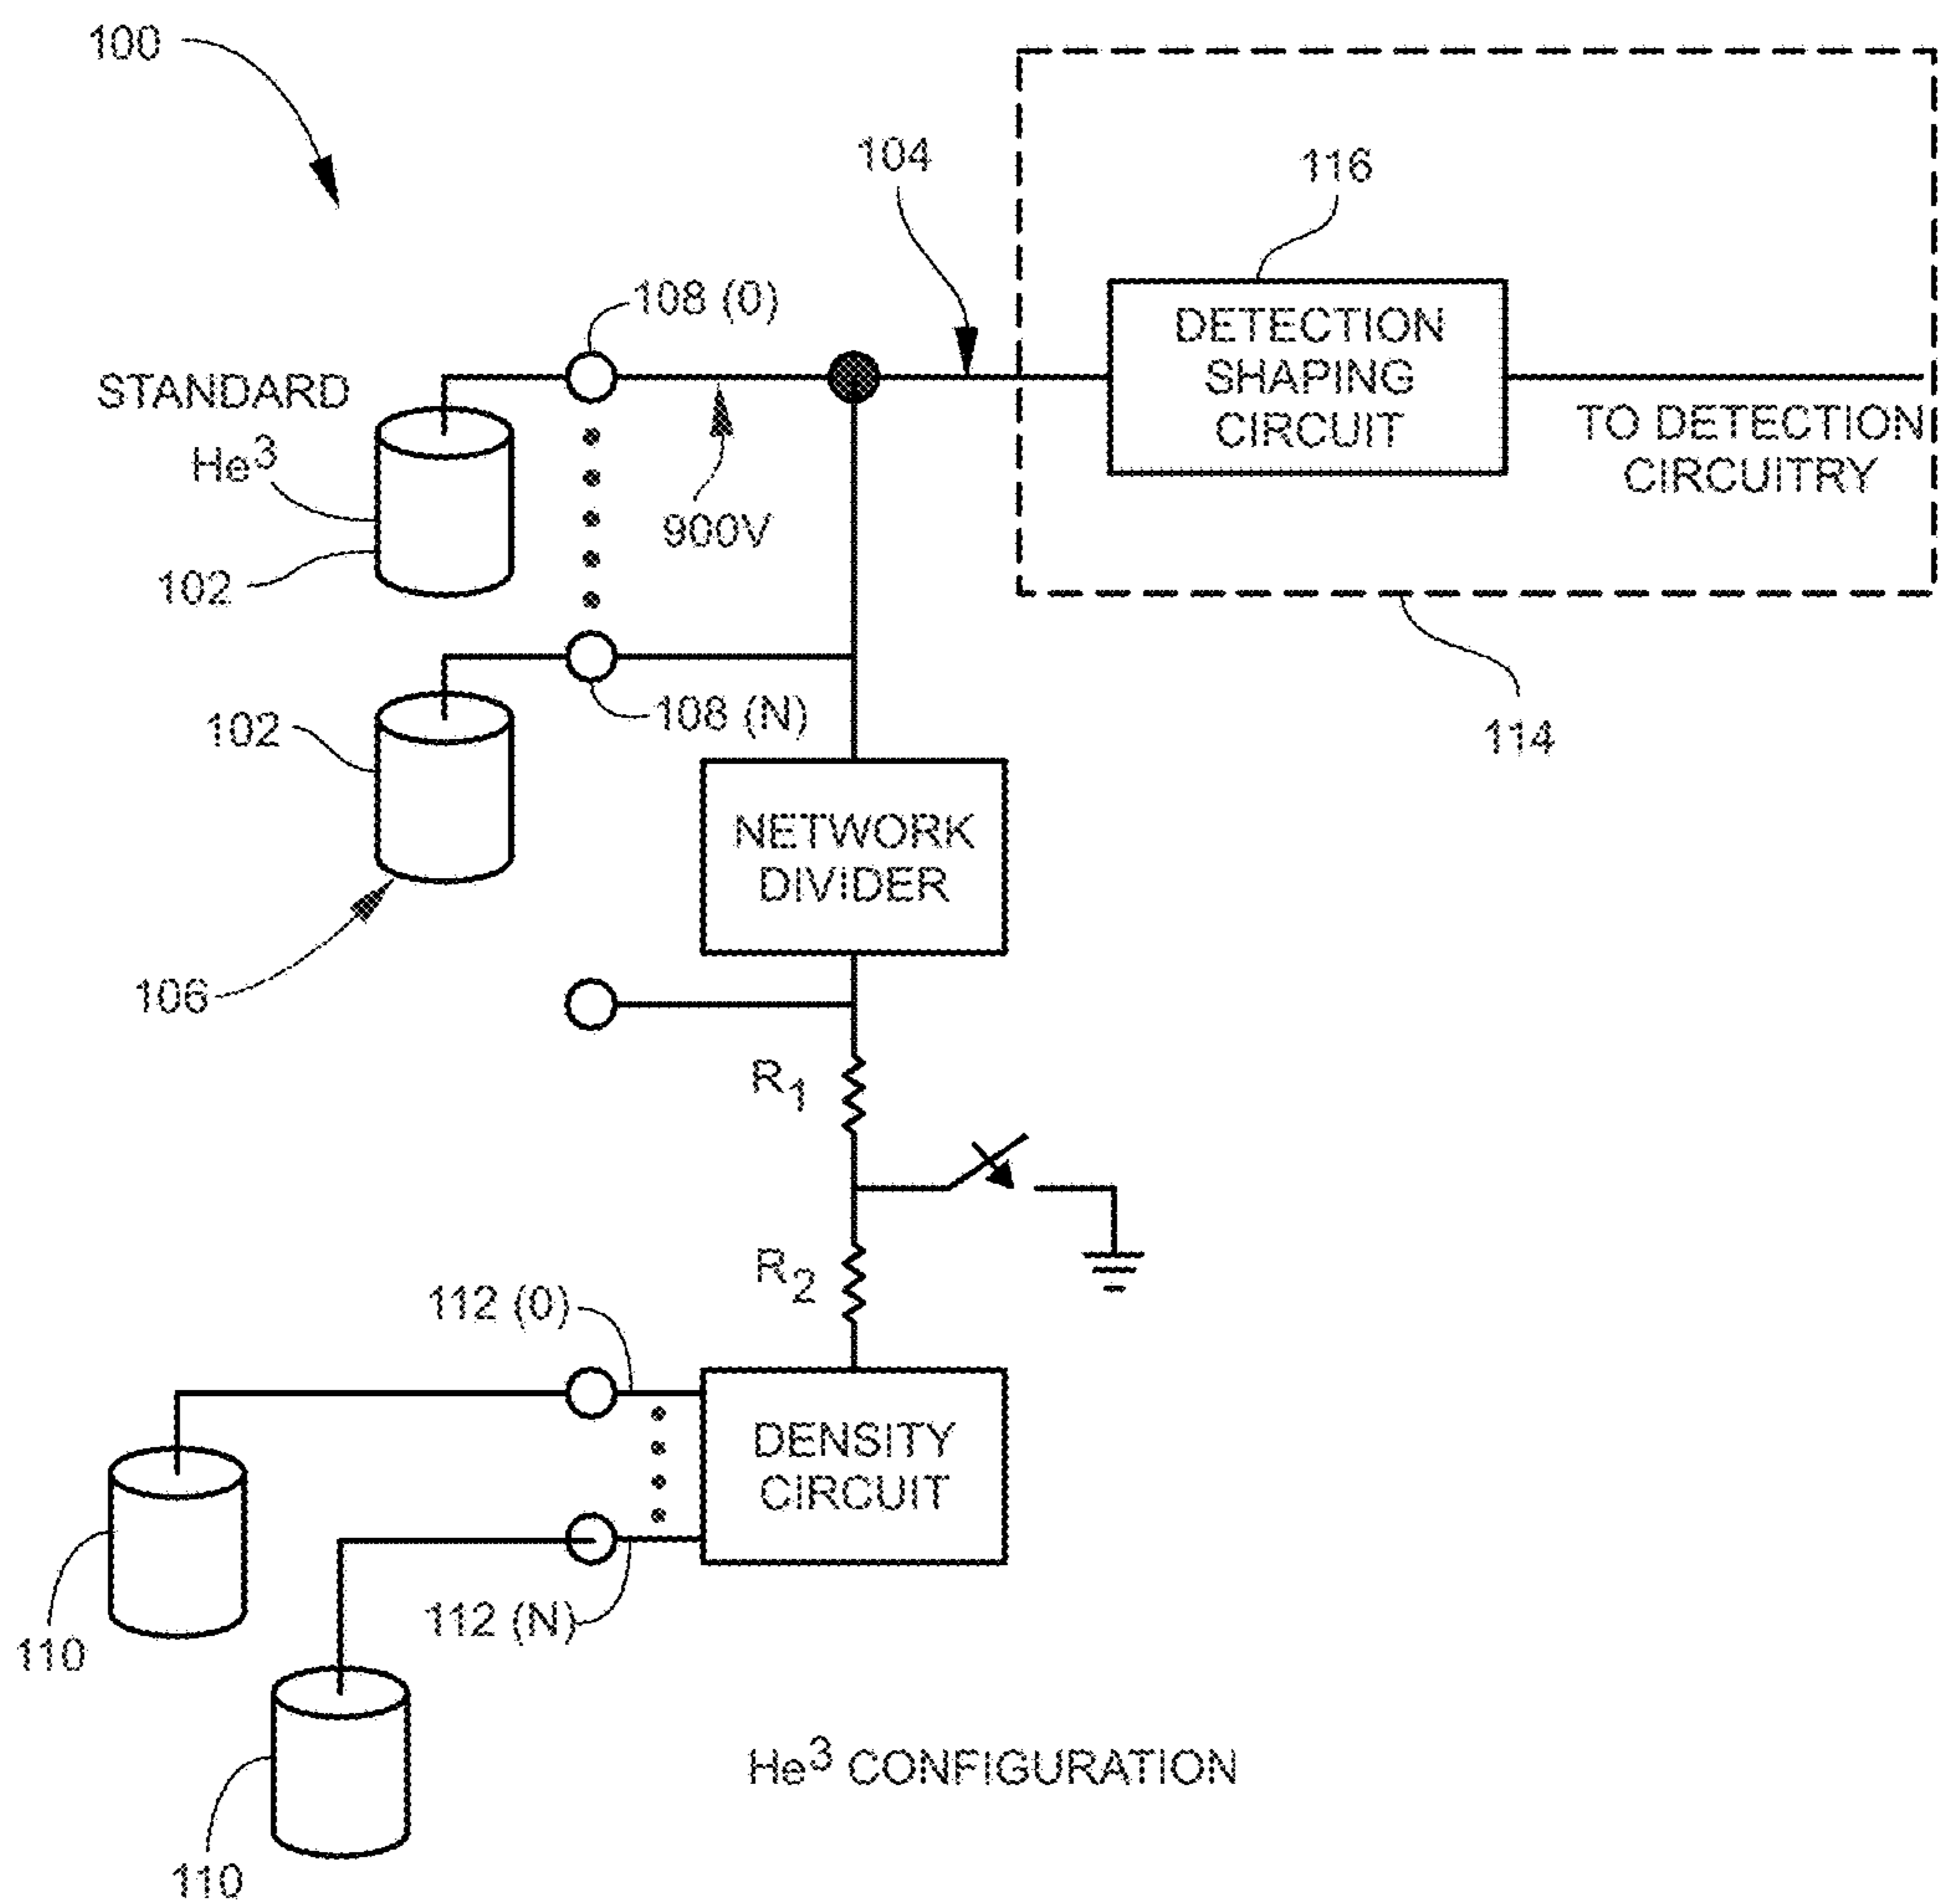 100
104
116
108 (0)
DETECTION
SHAPING
CIRCUIT
STANDARD
He³
TO DETECTION
CIRCUITRY
900V
102
108 (N)
102
114
NETWORK
DIVIDER
106
R₁
R₂
112 (0)
DENSITY
CIRCUIT
112 (N)
110
He³ CONFIGURATION
110